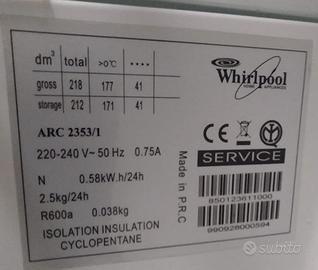 dm³ total >0°C ****
gross 218 177 41
storage 212 171 41
Whirlpool
HOME APPLIANCES
ARC 2353/1
220-240 V~ 50 Hz 0.75A
N 0.58kW.h/24h
2.5kg/24h
R600a 0.038kg
ISOLATION INSULATION
CYCLOPENTANE
Made in P.R.C
CE
SERVICE
850123611000
990928000594
subito